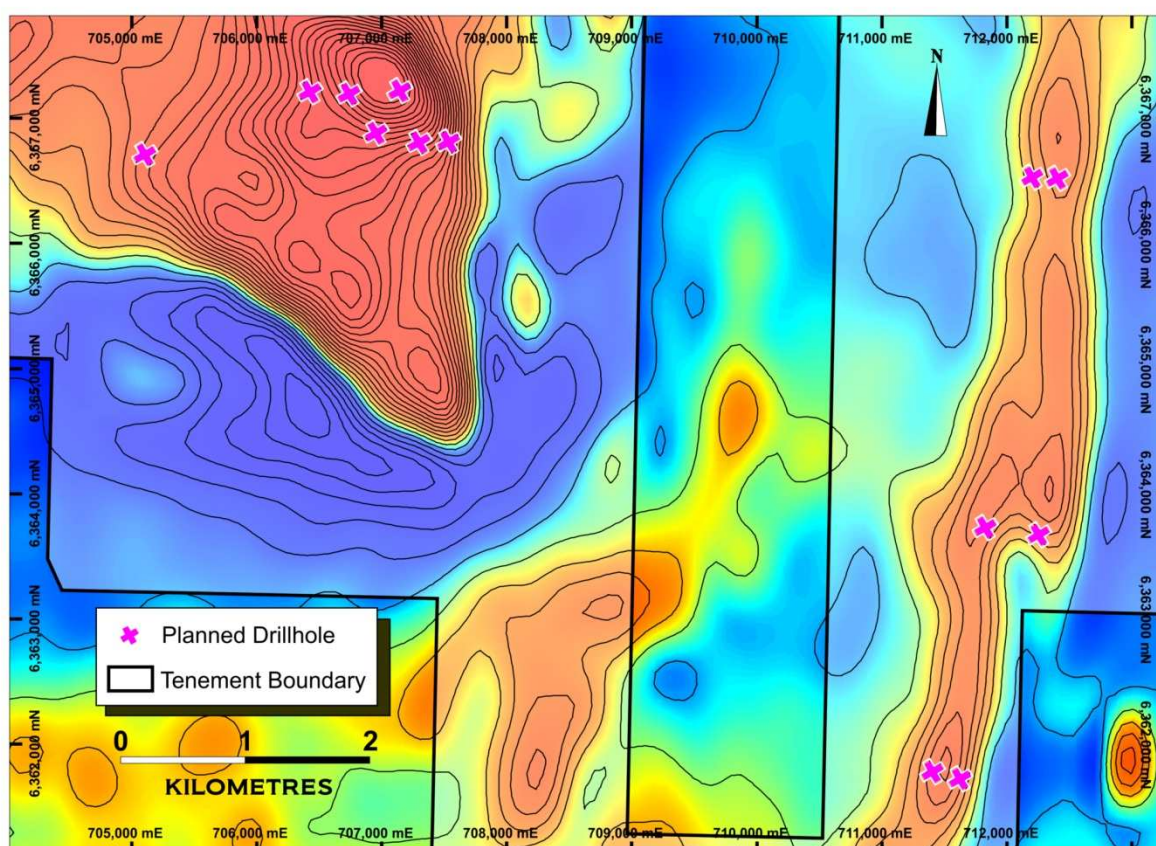 705,000 mE 706,000 mE 707,000 mE 708,000 mE 709,000 mE 710,000 mE 711,000 mE 712,000 mE
N
6,367,000 mN
6,366,000 mN
6,365,000 mN
6,364,000 mN
6,363,000 mN
6,362,000 mN
6,367,000 mN
6,366,000 mN
6,365,000 mN
6,364,000 mN
6,363,000 mN
6,362,000 mN
Planned Drillhole
Tenement Boundary
0 1 2
KILOMETRES
705,000 mE 706,000 mE 707,000 mE 708,000 mE 709,000 mE 710,000 mE 711,000 mE 712,000 mE